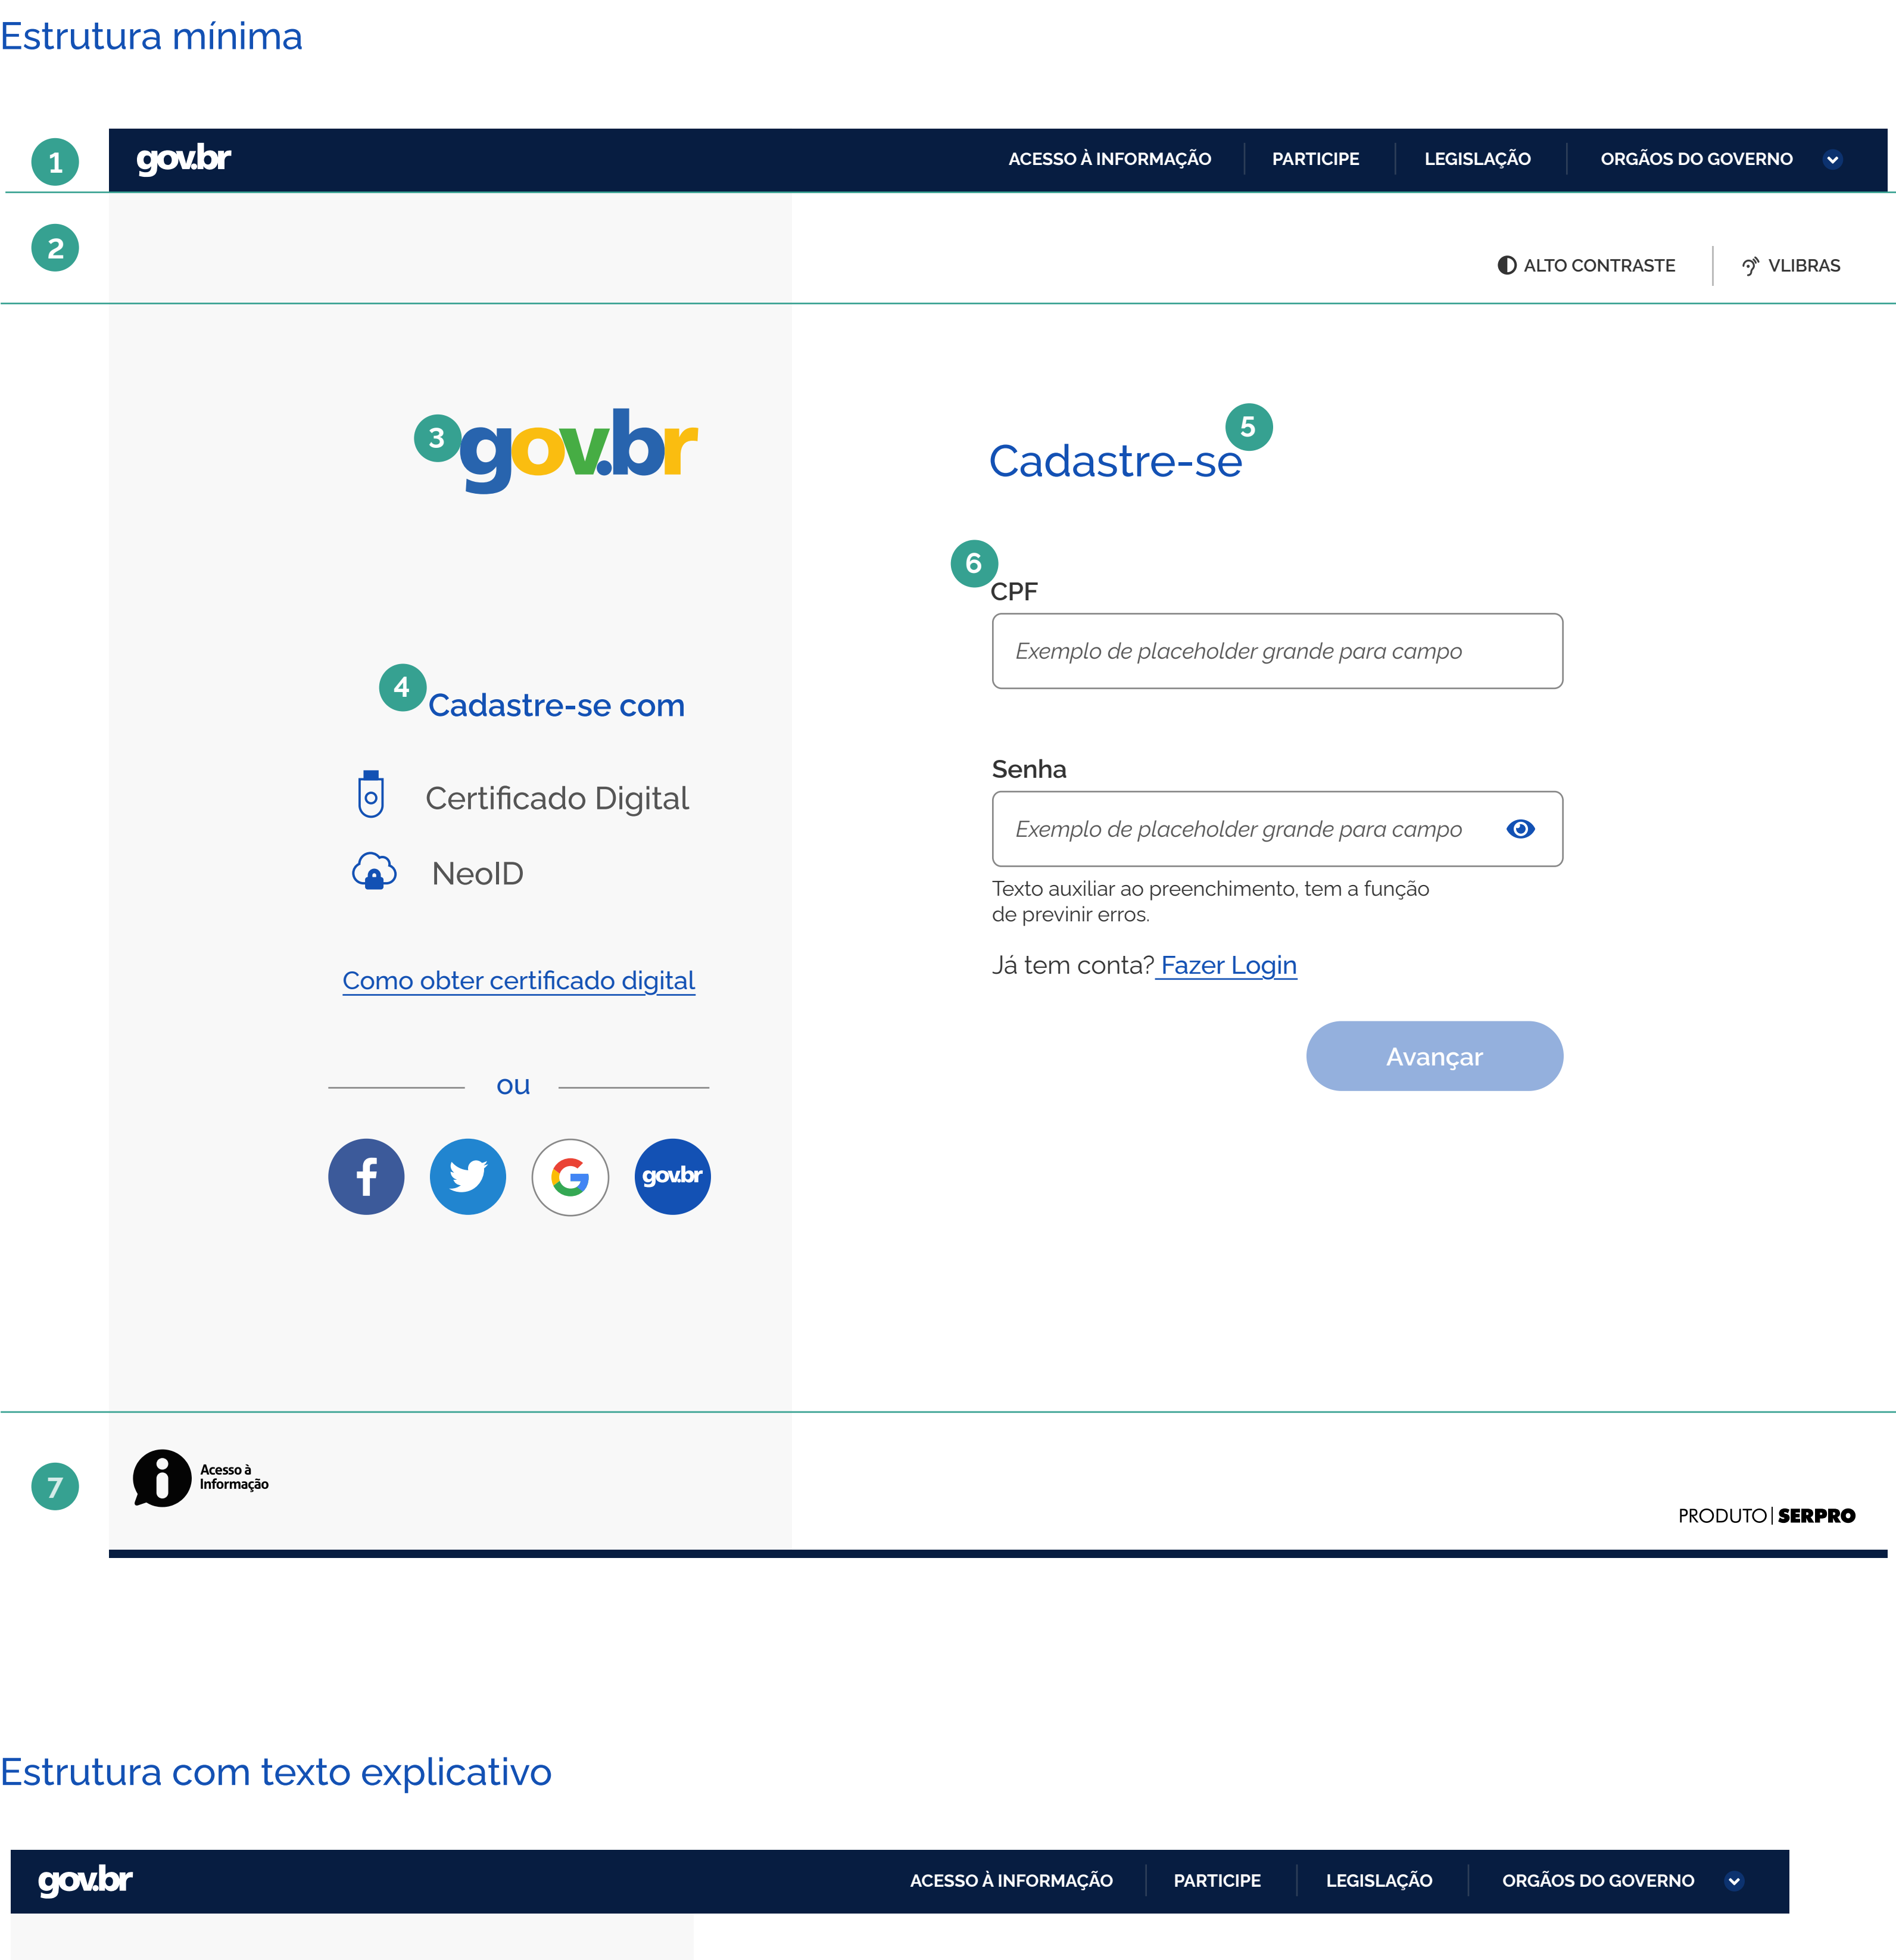 Estrutura mínima
1
gov.br
ACESSO À INFORMAÇÃO
PARTICIPE
LEGISLAÇÃO
ORGÃOS DO GOVERNO
2
ALTO CONTRASTE
VLIBRAS
3
gov.br
4
Cadastre-se com
Certificado Digital
NeoID
Como obter certificado digital
ou
gov.br
5
Cadastre-se
6
CPF
Exemplo de placeholder grande para campo
Senha
Exemplo de placeholder grande para campo
Texto auxiliar ao preenchimento, tem a função
de previnir erros.
Já tem conta? Fazer Login
Avançar
7
Acesso à
Informação
PRODUTO | SERPRO
Estrutura com texto explicativo
gov.br
ACESSO À INFORMAÇÃO
PARTICIPE
LEGISLAÇÃO
ORGÃOS DO GOVERNO